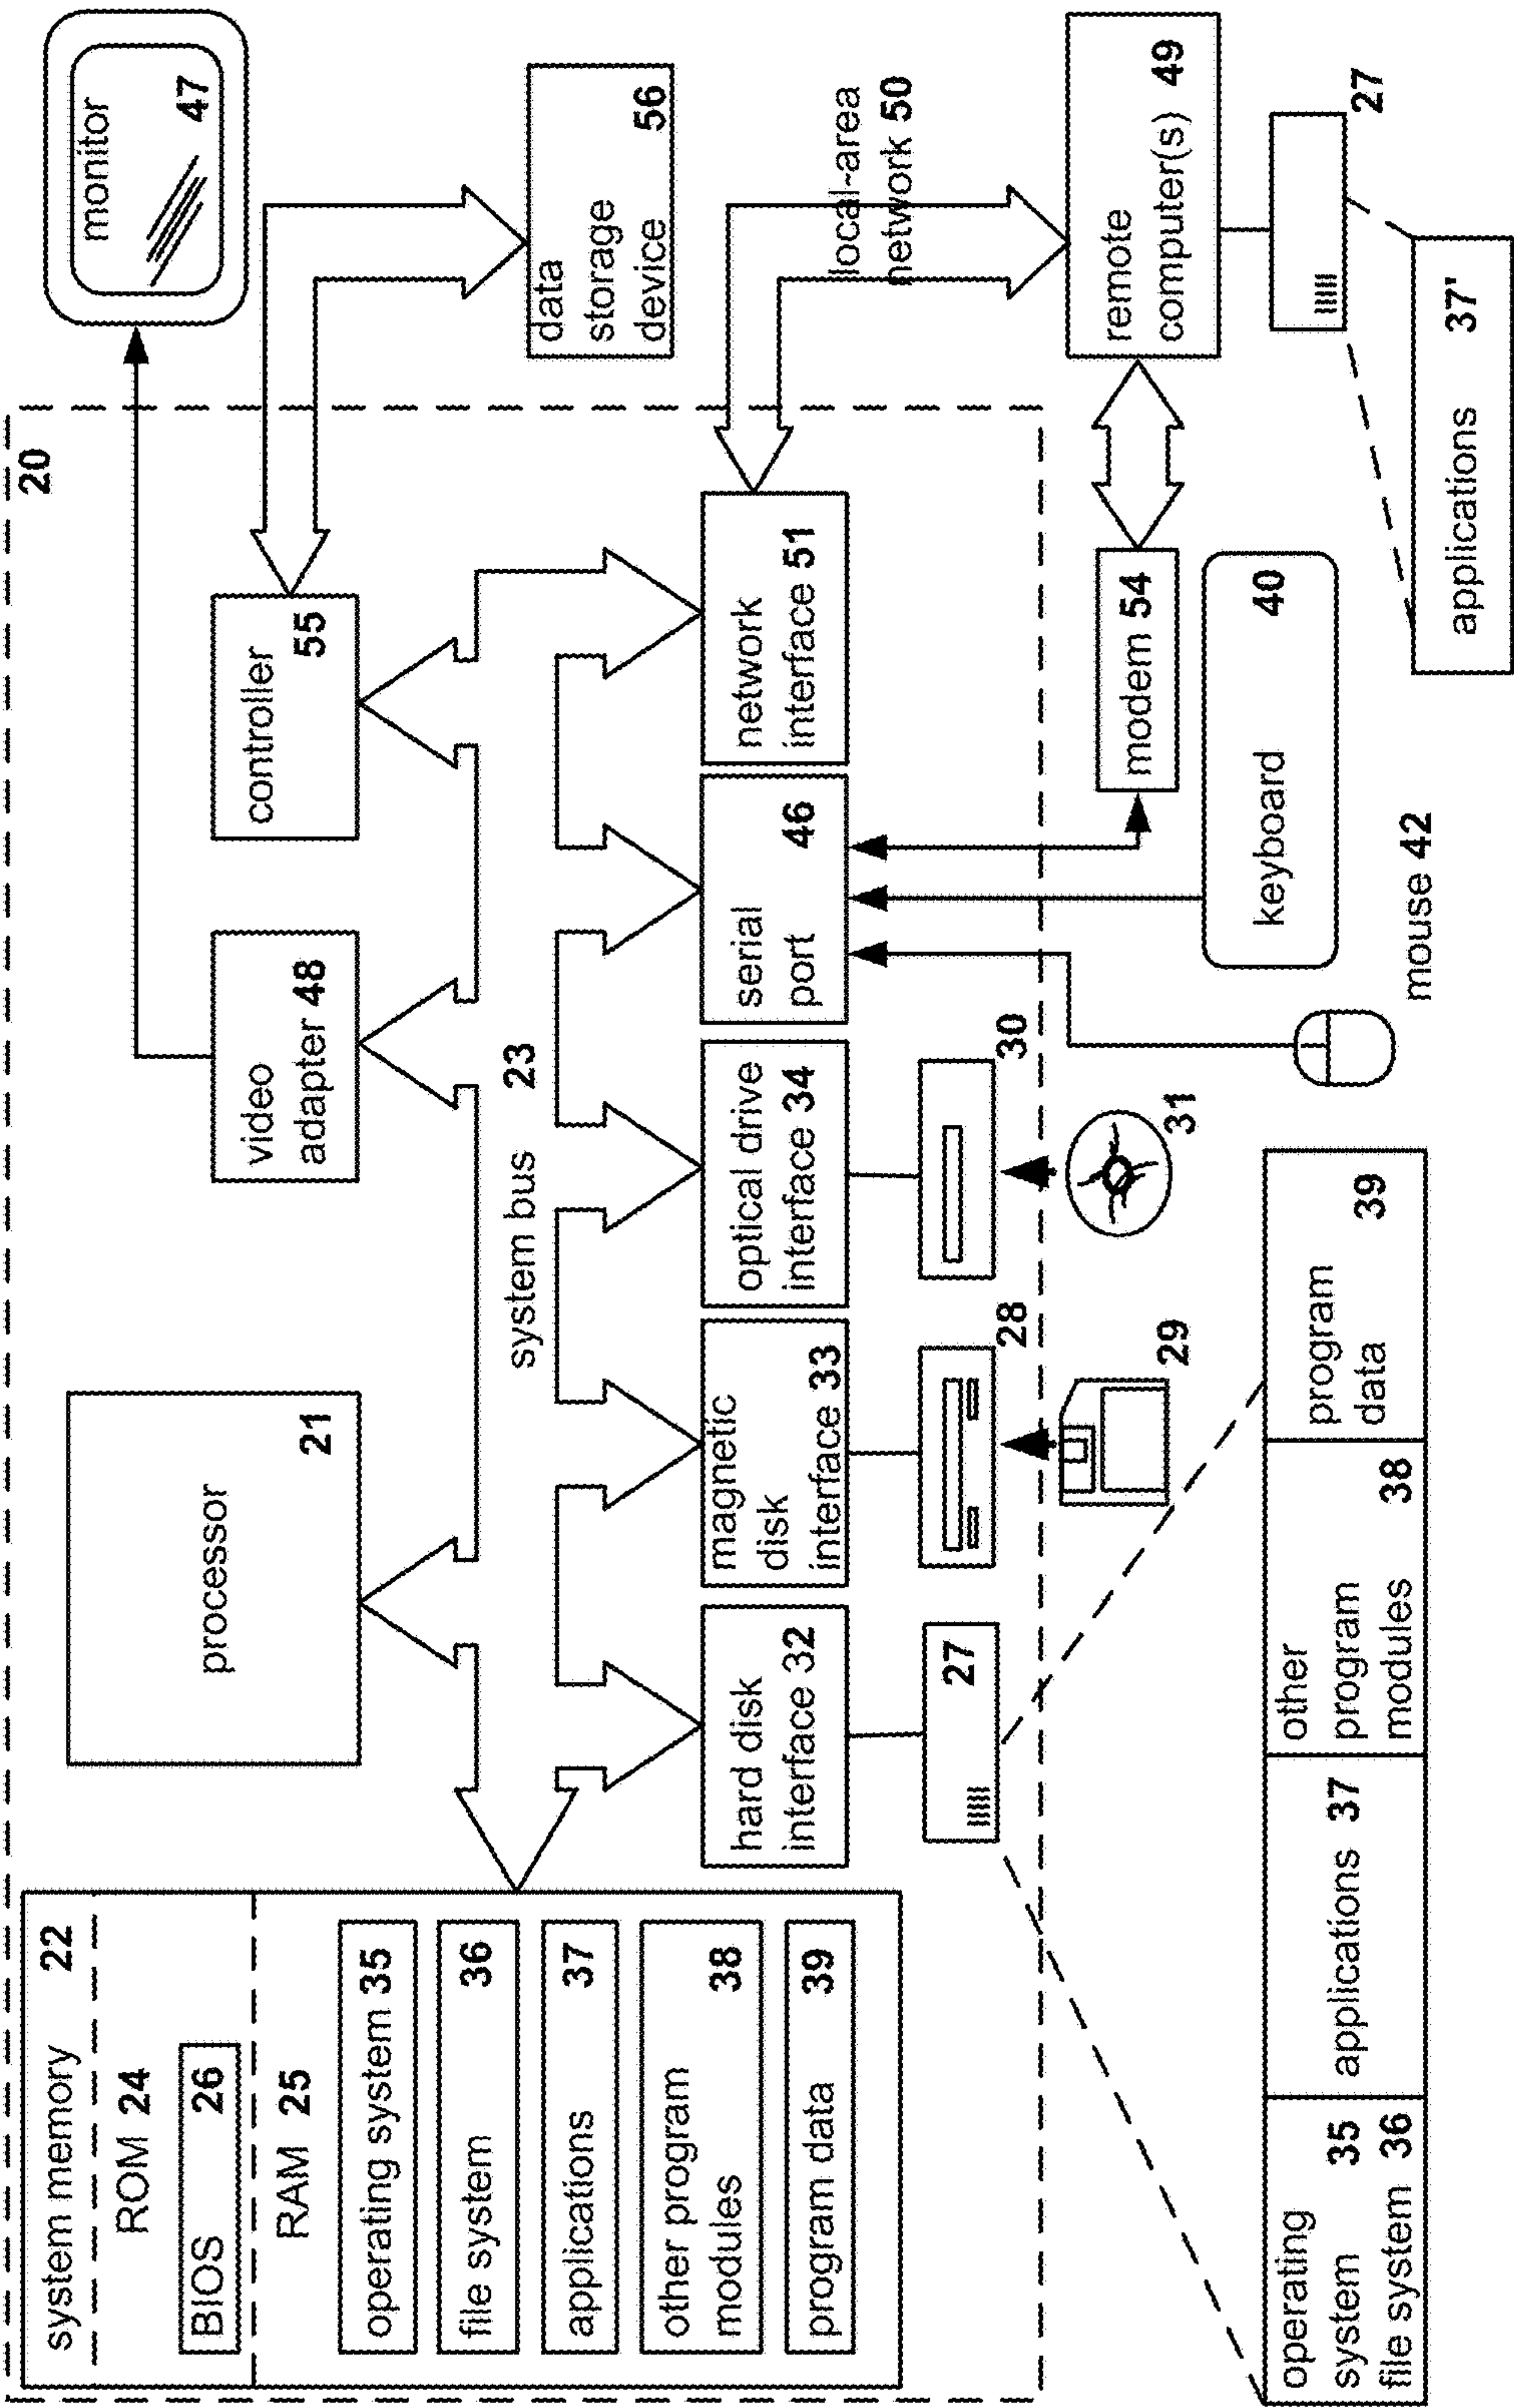 20
system memory 22
ROM 24
BIOS 26
RAM 25
operating system 35
file system 36
applications 37
other program
modules 38
program data 39
processor
21
video
adapter 48
controller
55
monitor
47
system bus 23
data
storage
device 56
hard disk
interface 32
magnetic
disk
interface 33
optical drive
interface 34
serial
port 46
network
interface 51
local-area
network 50
27
28
30
29
31
mouse 42
keyboard 40
modem 54
remote
computer(s) 49
27
applications 37'
operating
system 35
file system 36
applications 37
other
program
modules 38
program
data 39